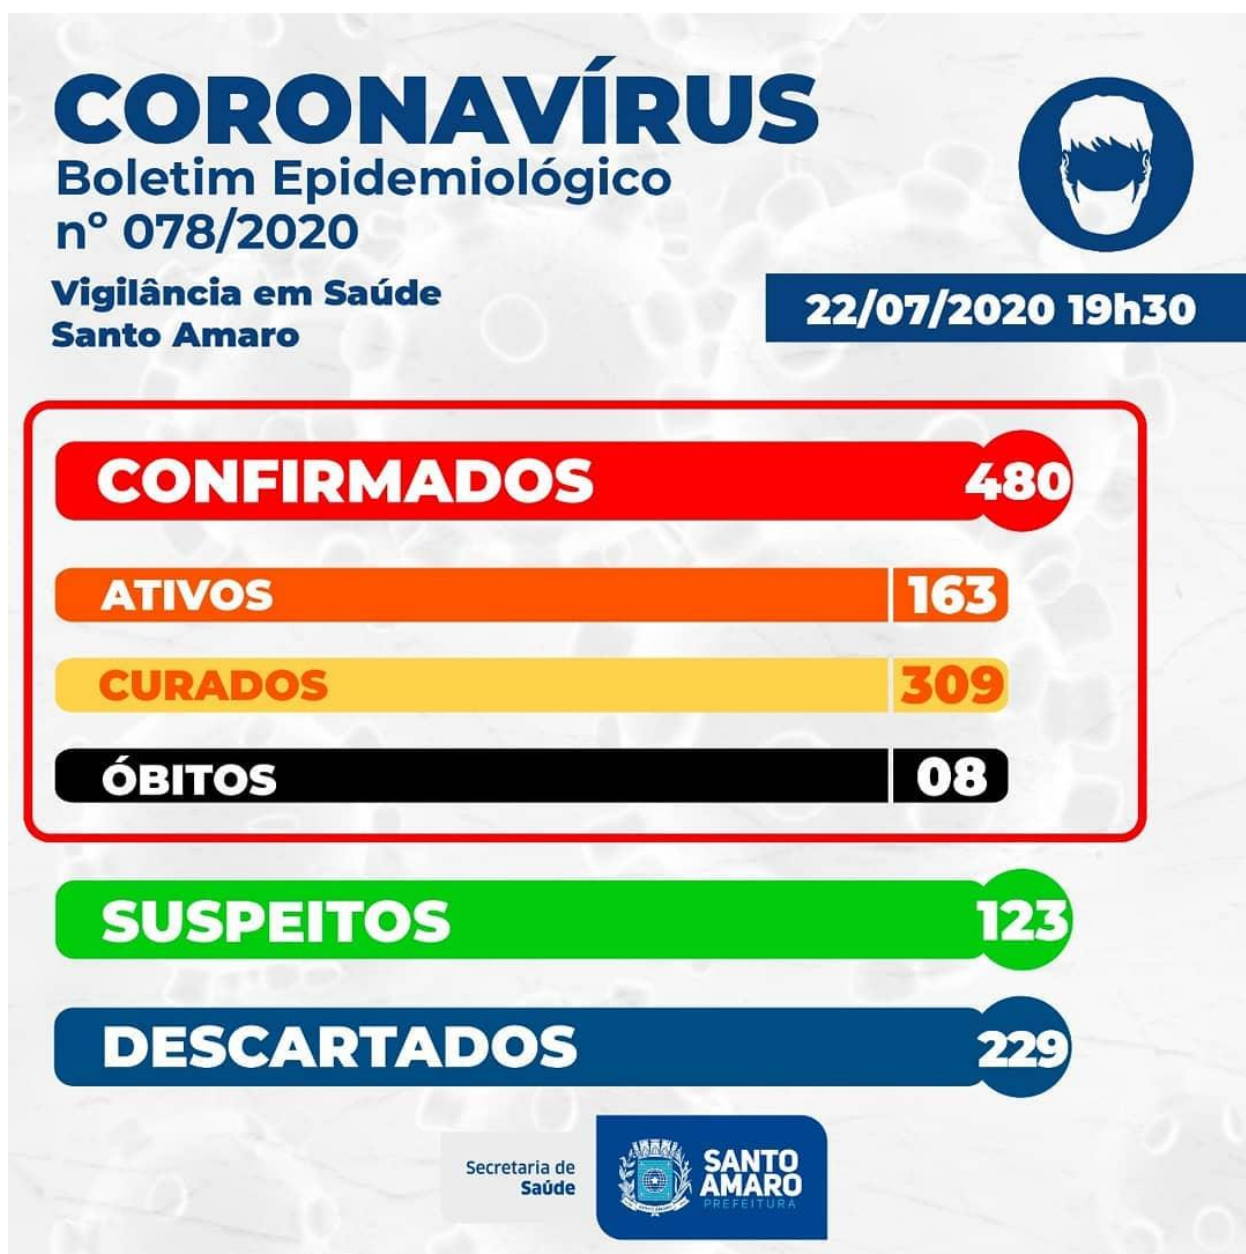 CORONAVÍRUS
Boletim Epidemiológico
nº 078/2020
Vigilância em Saúde
Santo Amaro
22/07/2020 19h30
CONFIRMADOS 480
ATIVOS 163
CURADOS 309
ÓBITOS 08
SUSPEITOS 123
DESCARTADOS 229
Secretaria de
Saúde
SANTO
AMARO
PREFEITURA